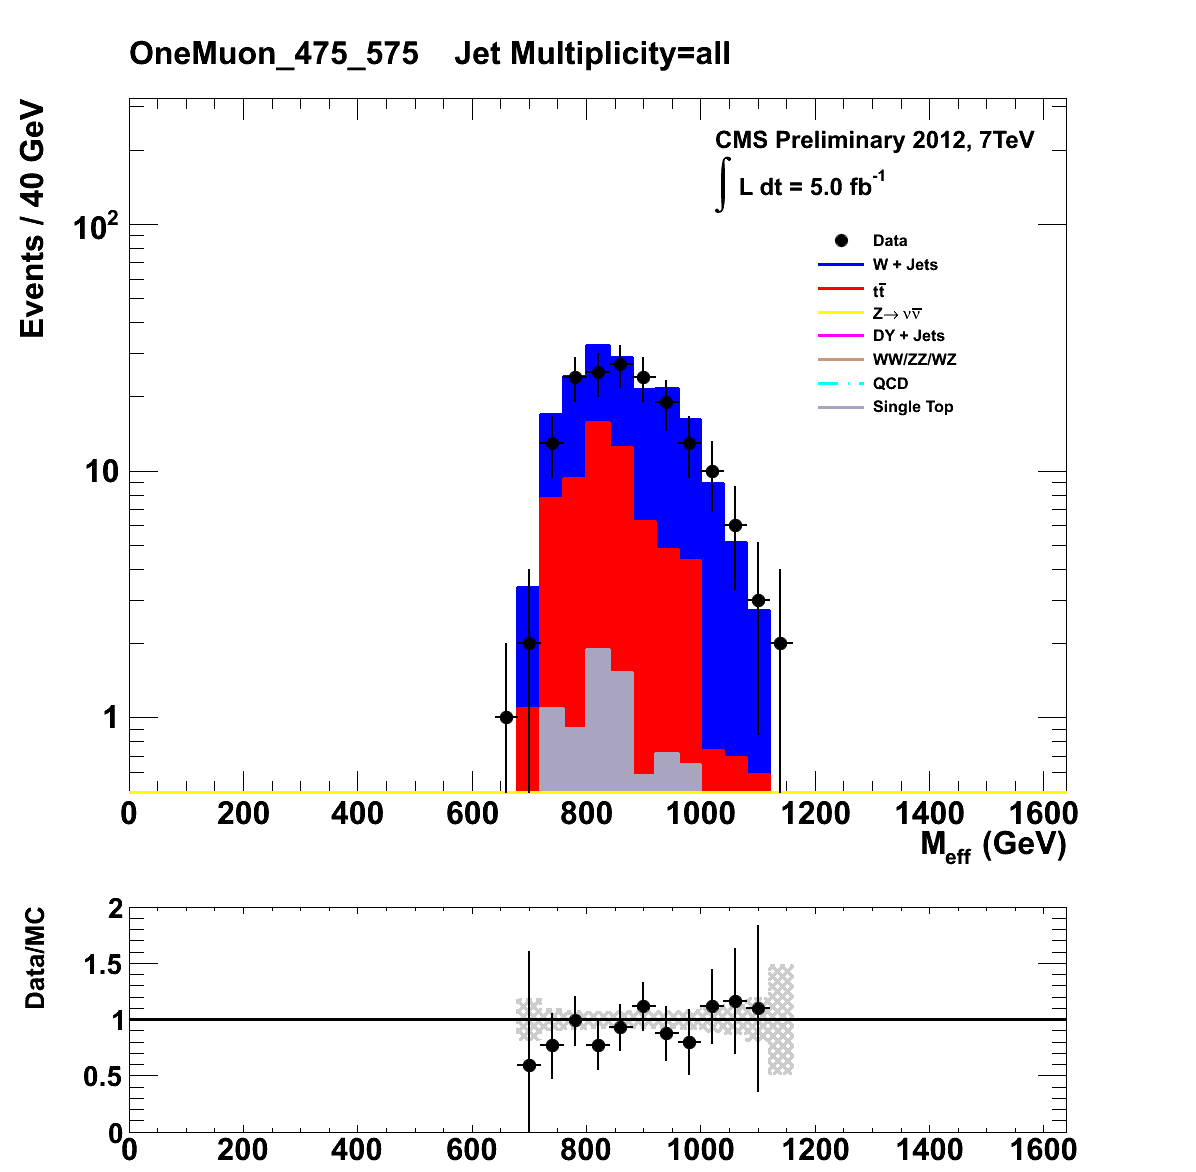 OneMuon_475_575 Jet Multiplicity=all
Events / 40 GeV
CMS Preliminary 2012, 7TeV
∫ L dt = 5.0 fb⁻¹
Data
W + Jets
tt̅
Z→ νν̅
DY + Jets
WW/ZZ/WZ
QCD
Single Top
10²
10
1
0 200 400 600 800 1000 1200 1400 1600
M_eff (GeV)
Data/MC
2
1.5
1
0.5
0
0 200 400 600 800 1000 1200 1400 1600